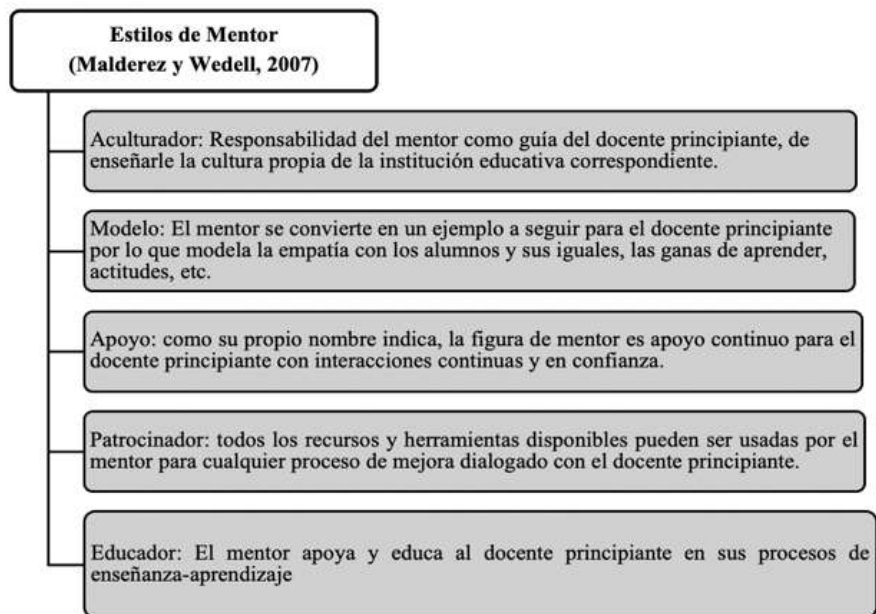 Estilos de Mentor
(Malderez y Wedell, 2007)
Aculturador: Responsabilidad del mentor como guía del docente principiante, de
enseñarle la cultura propia de la institución educativa correspondiente.
Modelo: El mentor se convierte en un ejemplo a seguir para el docente principiante
por lo que modela la empatía con los alumnos y sus iguales, las ganas de aprender,
actitudes, etc.
Apoyo: como su propio nombre indica, la figura de mentor es apoyo continuo para el
docente principiante con interacciones continuas y en confianza.
Patrocinador: todos los recursos y herramientas disponibles pueden ser usadas por el
mentor para cualquier proceso de mejora dialogado con el docente principiante.
Educador: El mentor apoya y educa al docente principiante en sus procesos de
enseñanza-aprendizaje